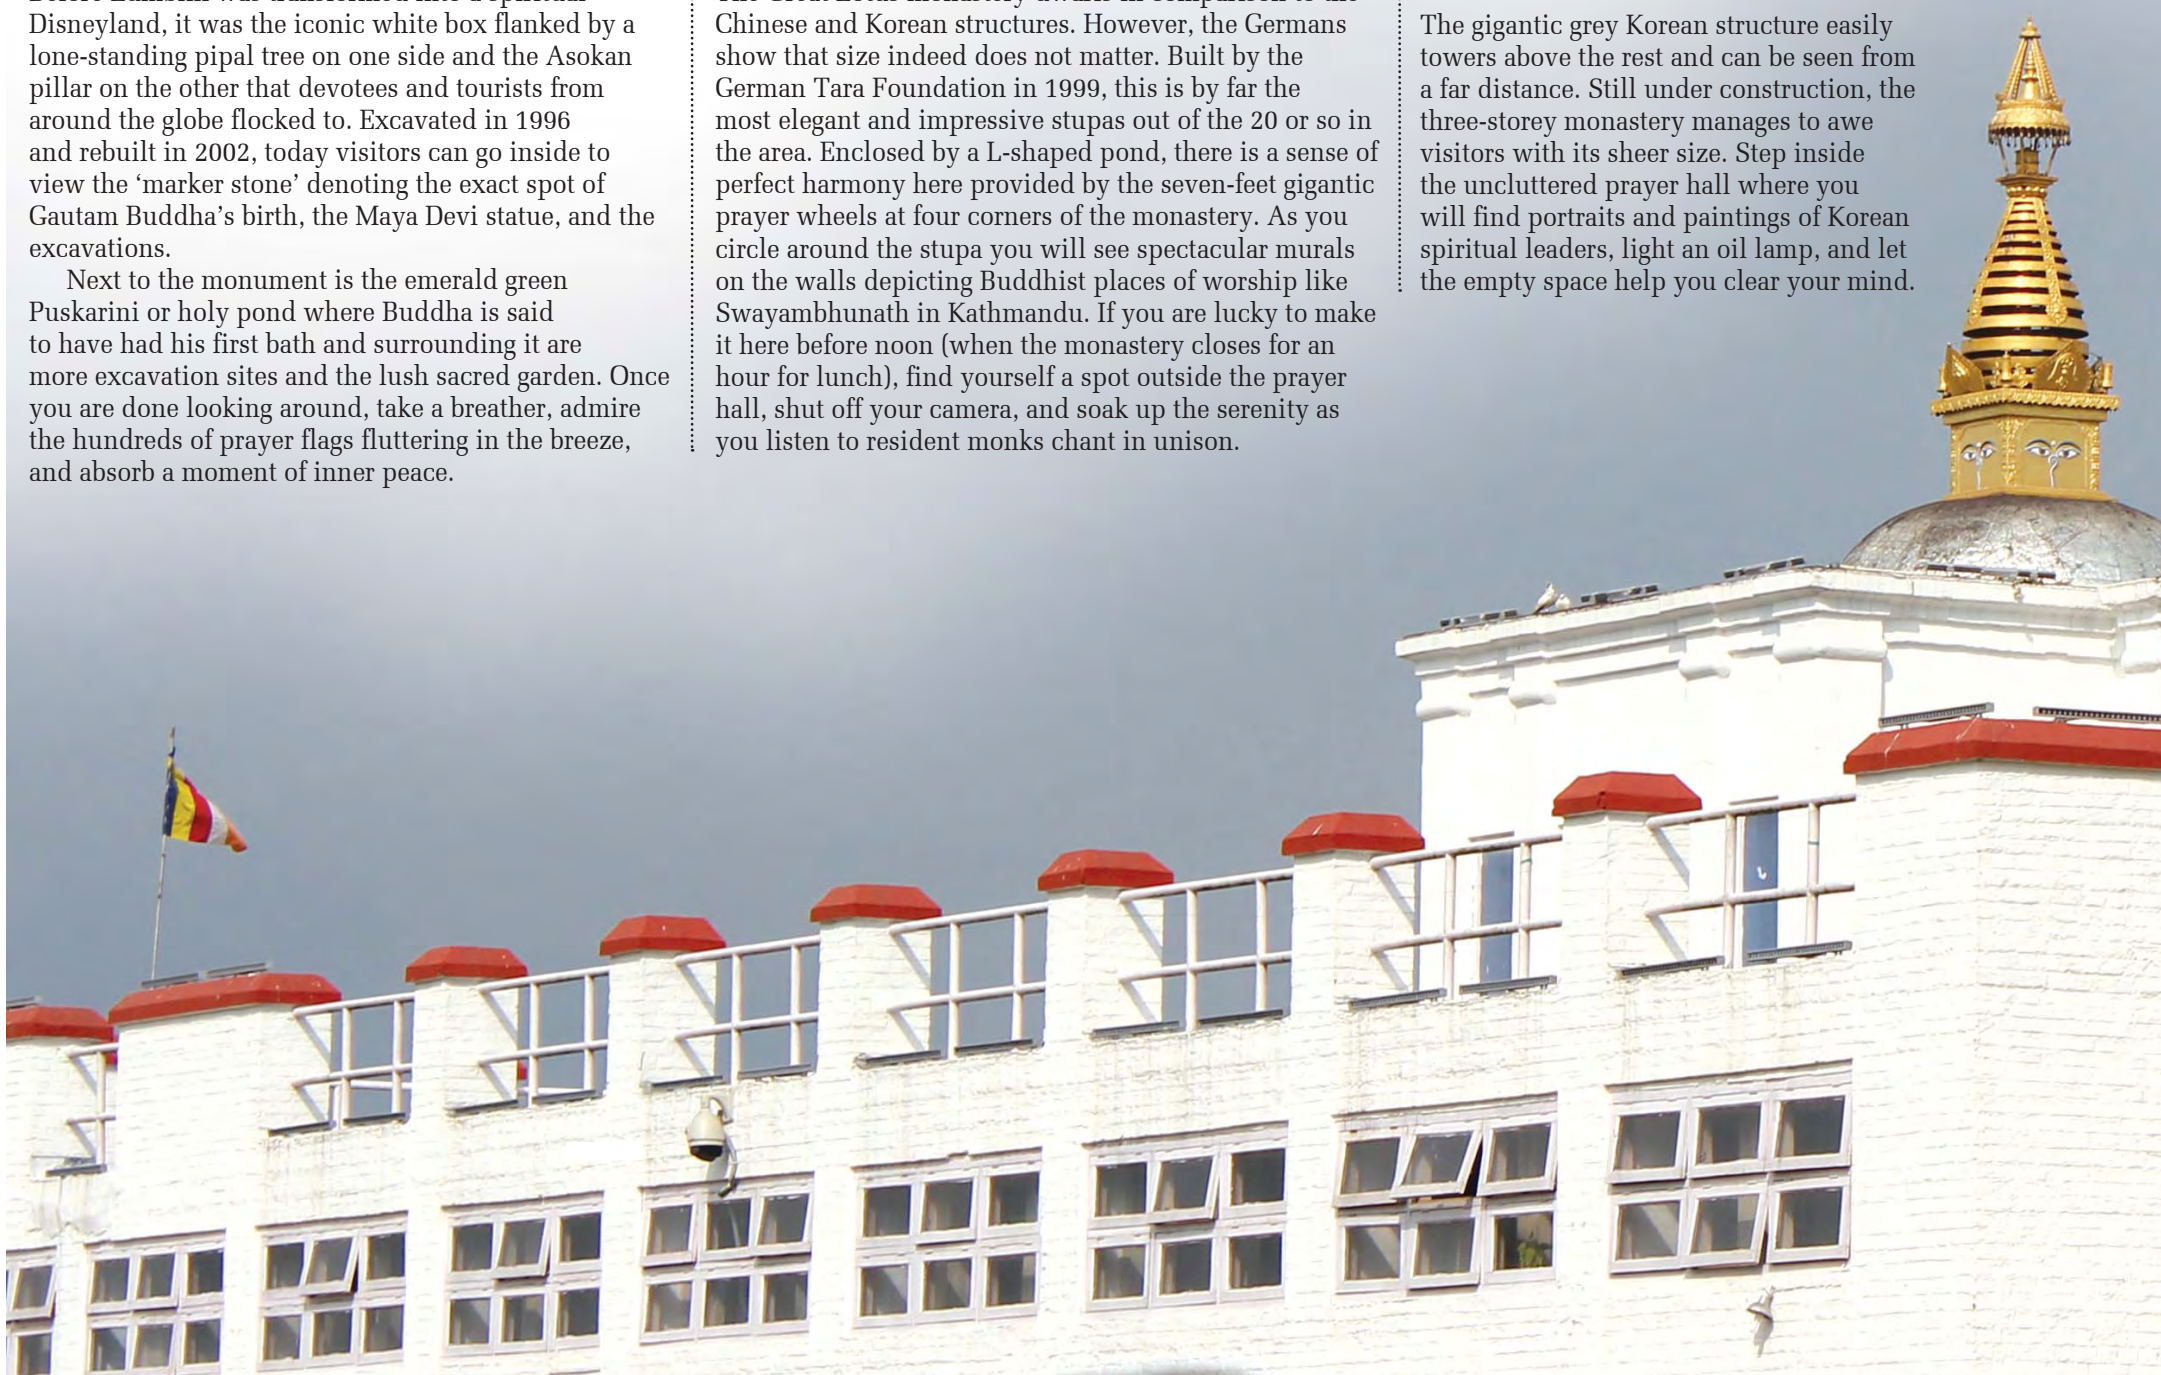 Disneyland, it was the iconic white box flanked by a
lone-standing pipal tree on one side and the Asokan
pillar on the other that devotees and tourists from
around the globe flocked to. Excavated in 1996
and rebuilt in 2002, today visitors can go inside to
view the ‘marker stone’ denoting the exact spot of
Gautam Buddha’s birth, the Maya Devi statue, and the
excavations.
Next to the monument is the emerald green
Puskarini or holy pond where Buddha is said
to have had his first bath and surrounding it are
more excavation sites and the lush sacred garden. Once
you are done looking around, take a breather, admire
the hundreds of prayer flags fluttering in the breeze,
and absorb a moment of inner peace.
Chinese and Korean structures. However, the Germans
show that size indeed does not matter. Built by the
German Tara Foundation in 1999, this is by far the
most elegant and impressive stupas out of the 20 or so in
the area. Enclosed by a L-shaped pond, there is a sense of
perfect harmony here provided by the seven-feet gigantic
prayer wheels at four corners of the monastery. As you
circle around the stupa you will see spectacular murals
on the walls depicting Buddhist places of worship like
Swayambhunath in Kathmandu. If you are lucky to make
it here before noon (when the monastery closes for an
hour for lunch), find yourself a spot outside the prayer
hall, shut off your camera, and soak up the serenity as
you listen to resident monks chant in unison.
The gigantic grey Korean structure easily
towers above the rest and can be seen from
a far distance. Still under construction, the
three-storey monastery manages to awe
visitors with its sheer size. Step inside
the uncluttered prayer hall where you
will find portraits and paintings of Korean
spiritual leaders, light an oil lamp, and let
the empty space help you clear your mind.